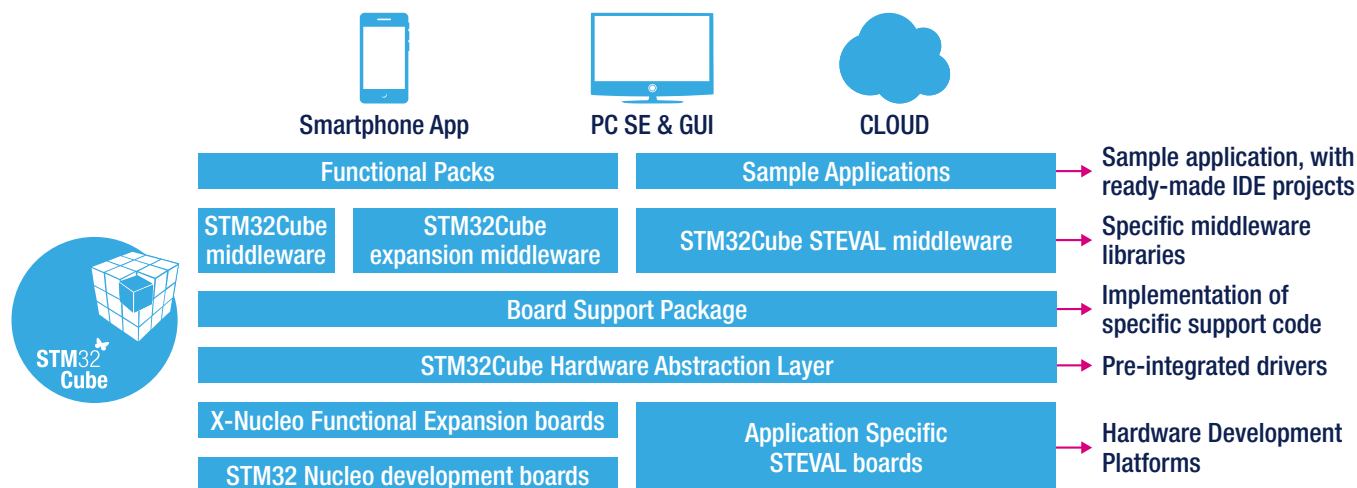 Smartphone App
PC SE & GUI
CLOUD
Functional Packs
Sample Applications
Sample application, with
ready-made IDE projects
STM32Cube
middleware
STM32Cube
expansion middleware
STM32Cube STEVAL middleware
Specific middleware
libraries
Board Support Package
Implementation of
specific support code
STM32
Cube
STM32Cube Hardware Abstraction Layer
Pre-integrated drivers
X-Nucleo Functional Expansion boards
STM32 Nucleo development boards
Application Specific
STEVAL boards
Hardware Development
Platforms